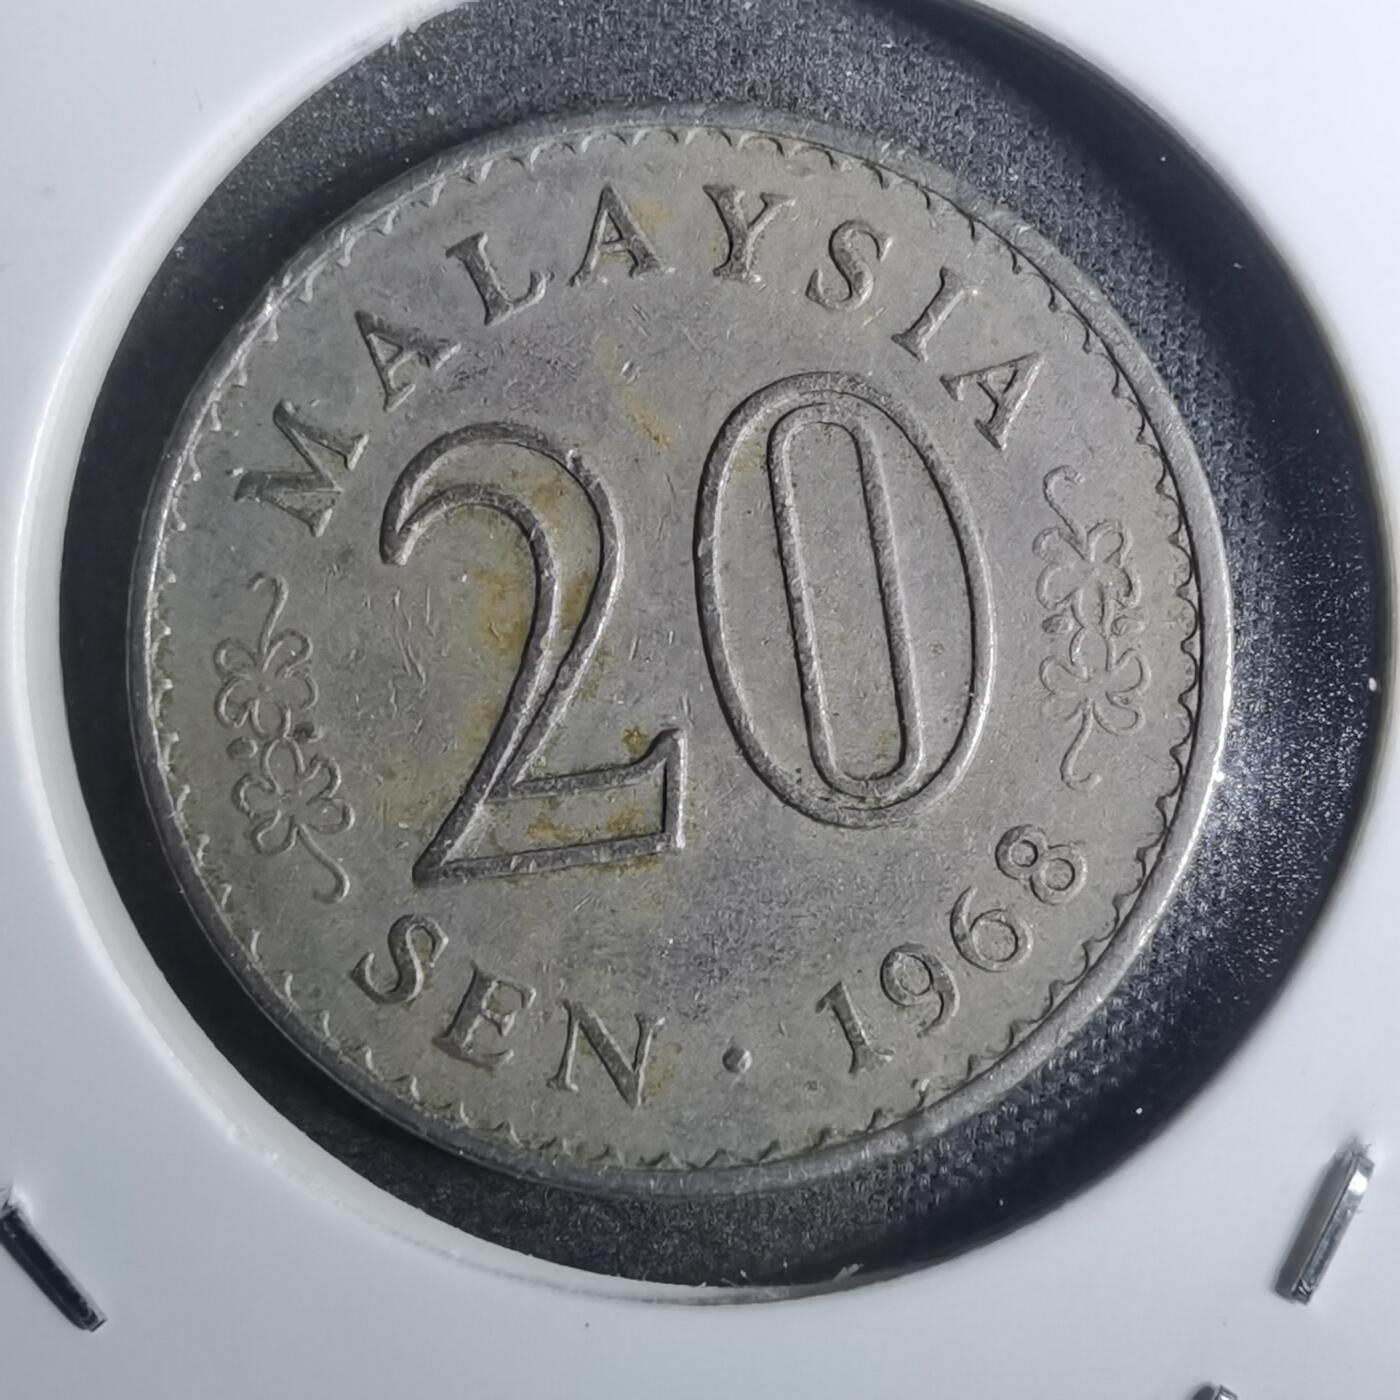 MALAYSIA
20
SEN • 1968